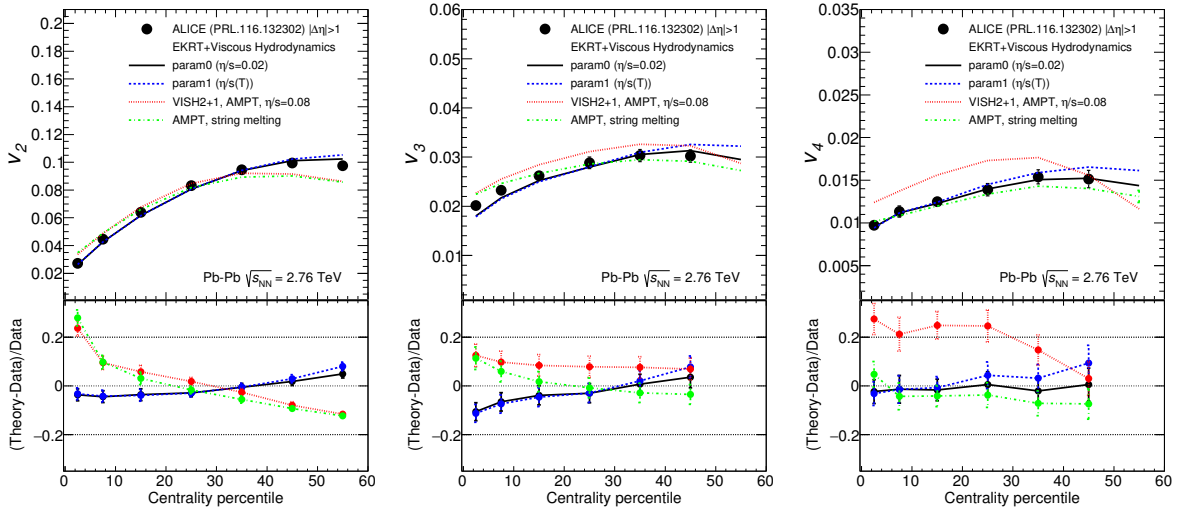 0.2
0.18
0.16
0.14
0.12
0.1
0.08
0.06
0.04
0.02
v_2
ALICE (PRL.116.132302) |Δη|>1
EKRT+Viscous Hydrodynamics
param0 (η/s=0.02)
param1 (η/s(T))
VISH2+1, AMPT, η/s=0.08
AMPT, string melting
Pb-Pb √s_NN = 2.76 TeV
0.2
0
−0.2
(Theory-Data)/Data
0 10 20 30 40 50 60
Centrality percentile
0.06
0.05
0.04
0.03
0.02
0.01
v_3
ALICE (PRL.116.132302) |Δη|>1
EKRT+Viscous Hydrodynamics
param0 (η/s=0.02)
param1 (η/s(T))
VISH2+1, AMPT, η/s=0.08
AMPT, string melting
Pb-Pb √s_NN = 2.76 TeV
0.2
0
−0.2
(Theory-Data)/Data
0 10 20 30 40 50 60
Centrality percentile
0.04
0.035
0.03
0.025
0.02
0.015
0.01
0.005
v_4
ALICE (PRL.116.132302) |Δη|>1
EKRT+Viscous Hydrodynamics
param0 (η/s=0.02)
param1 (η/s(T))
VISH2+1, AMPT, η/s=0.08
AMPT, string melting
Pb-Pb √s_NN = 2.76 TeV
0.2
0
−0.2
(Theory-Data)/Data
0 10 20 30 40 50 60
Centrality percentile